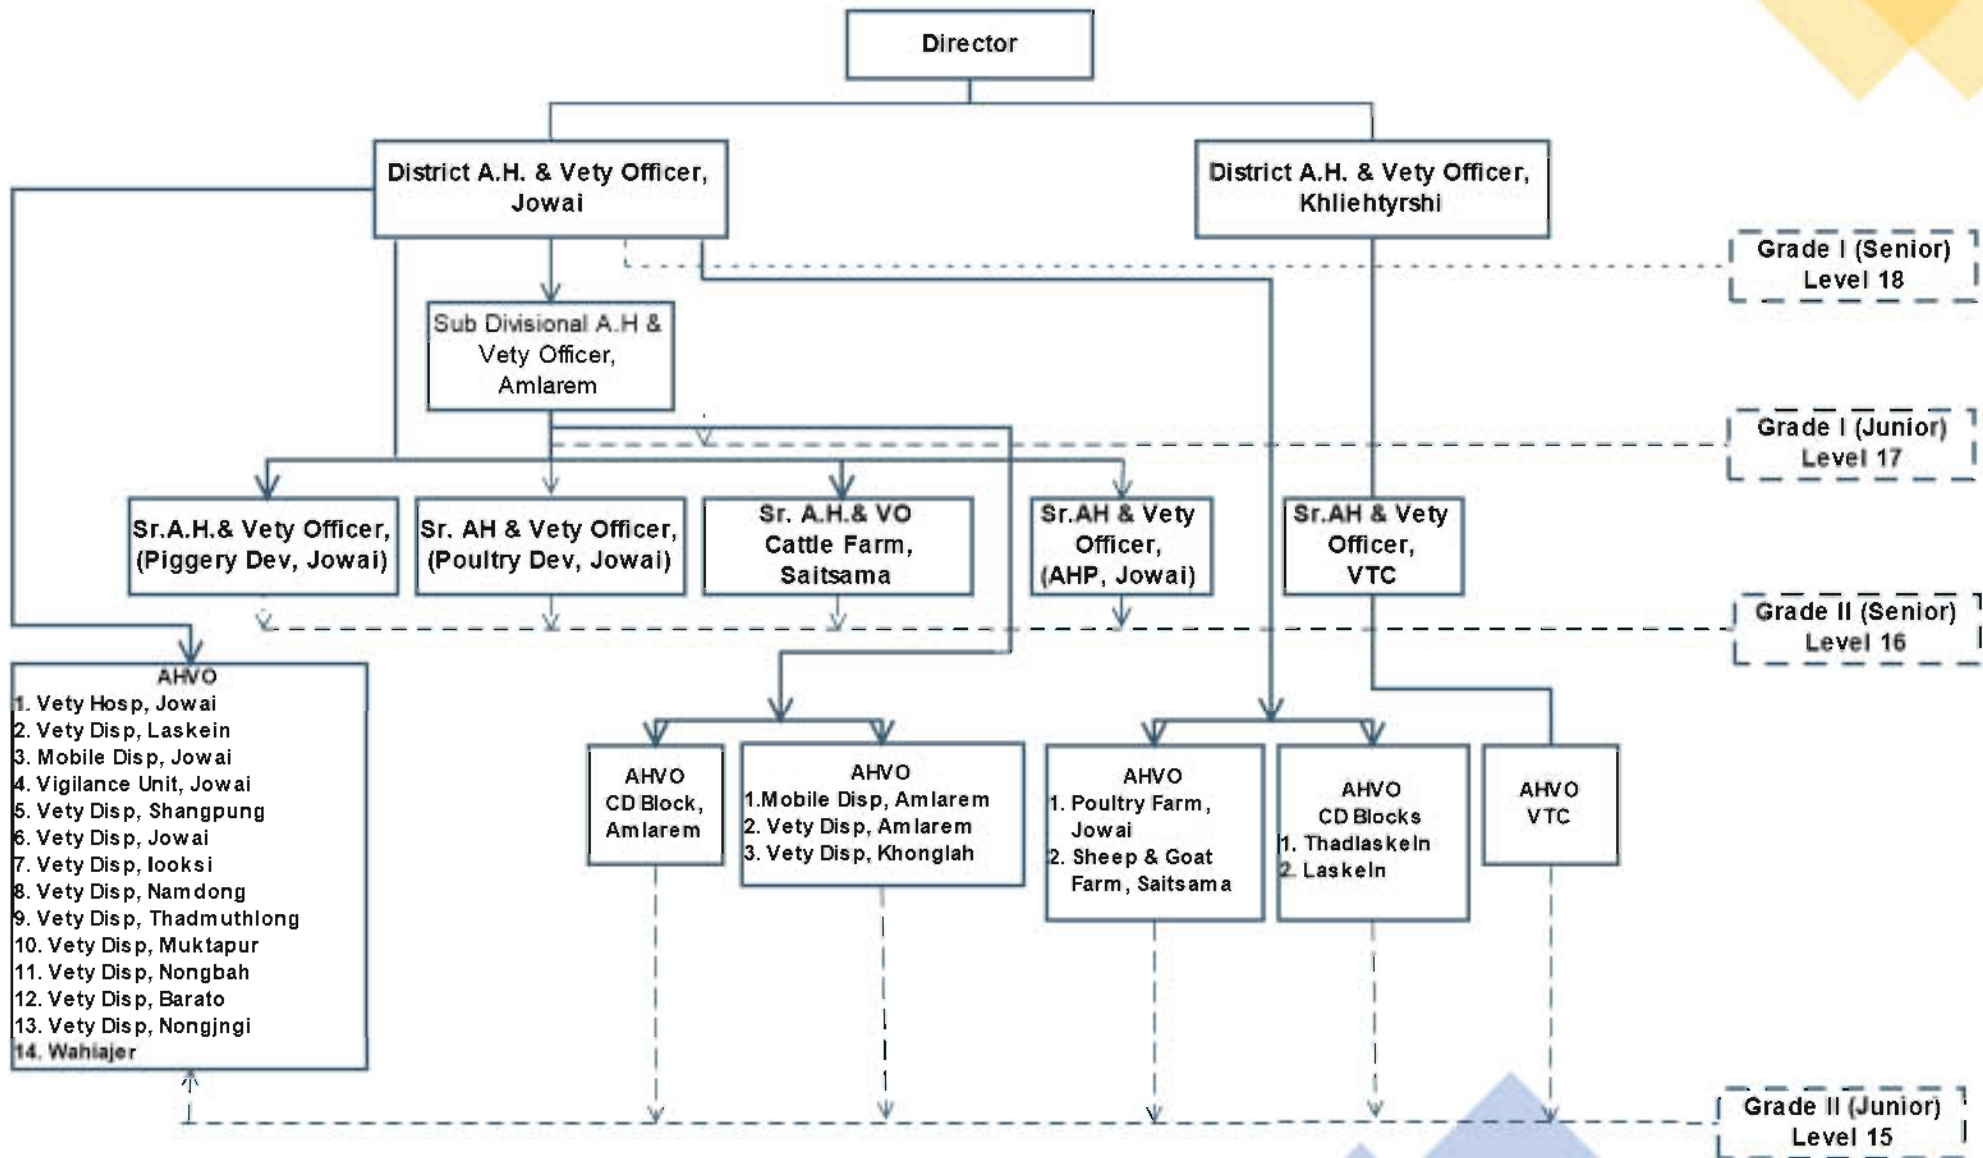 Director
District A.H. & Vety Officer,
Jowai
District A.H. & Vety Officer,
Khliehtyrshi
Grade I (Senior)
Level 18
Sub Divisional A.H &
Vety Officer,
Amlarem
Grade I (Junior)
Level 17
Sr.A.H.& Vety Officer,
(Piggery Dev, Jowai)
Sr. AH & Vety Officer,
(Poultry Dev, Jowai)
Sr. A.H.& VO
Cattle Farm,
Saitsama
Sr.AH & Vety
Officer,
(AHP, Jowai)
Sr.AH & Vety
Officer,
VTC
Grade II (Senior)
Level 16
AHVO
1. Vety Hosp, Jowai
2. Vety Disp, Laskein
3. Mobile Disp, Jowai
4. Vigilance Unit, Jowai
5. Vety Disp, Shangpung
6. Vety Disp, Jowai
7. Vety Disp, Iooksi
8. Vety Disp, Namdong
9. Vety Disp, Thadmuthlong
10. Vety Disp, Muktapur
11. Vety Disp, Nongbah
12. Vety Disp, Barato
13. Vety Disp, Nongjngi
14. Wahiajer
AHVO
CD Block,
Amlarem
AHVO
1.Mobile Disp, Amlarem
2. Vety Disp, Amlarem
3. Vety Disp, Khonglah
AHVO
1. Poultry Farm,
Jowai
2. Sheep & Goat
Farm, Saitsama
AHVO
CD Blocks
1. Thadlaskeln
2. Laskeln
AHVO
VTC
Grade II (Junior)
Level 15